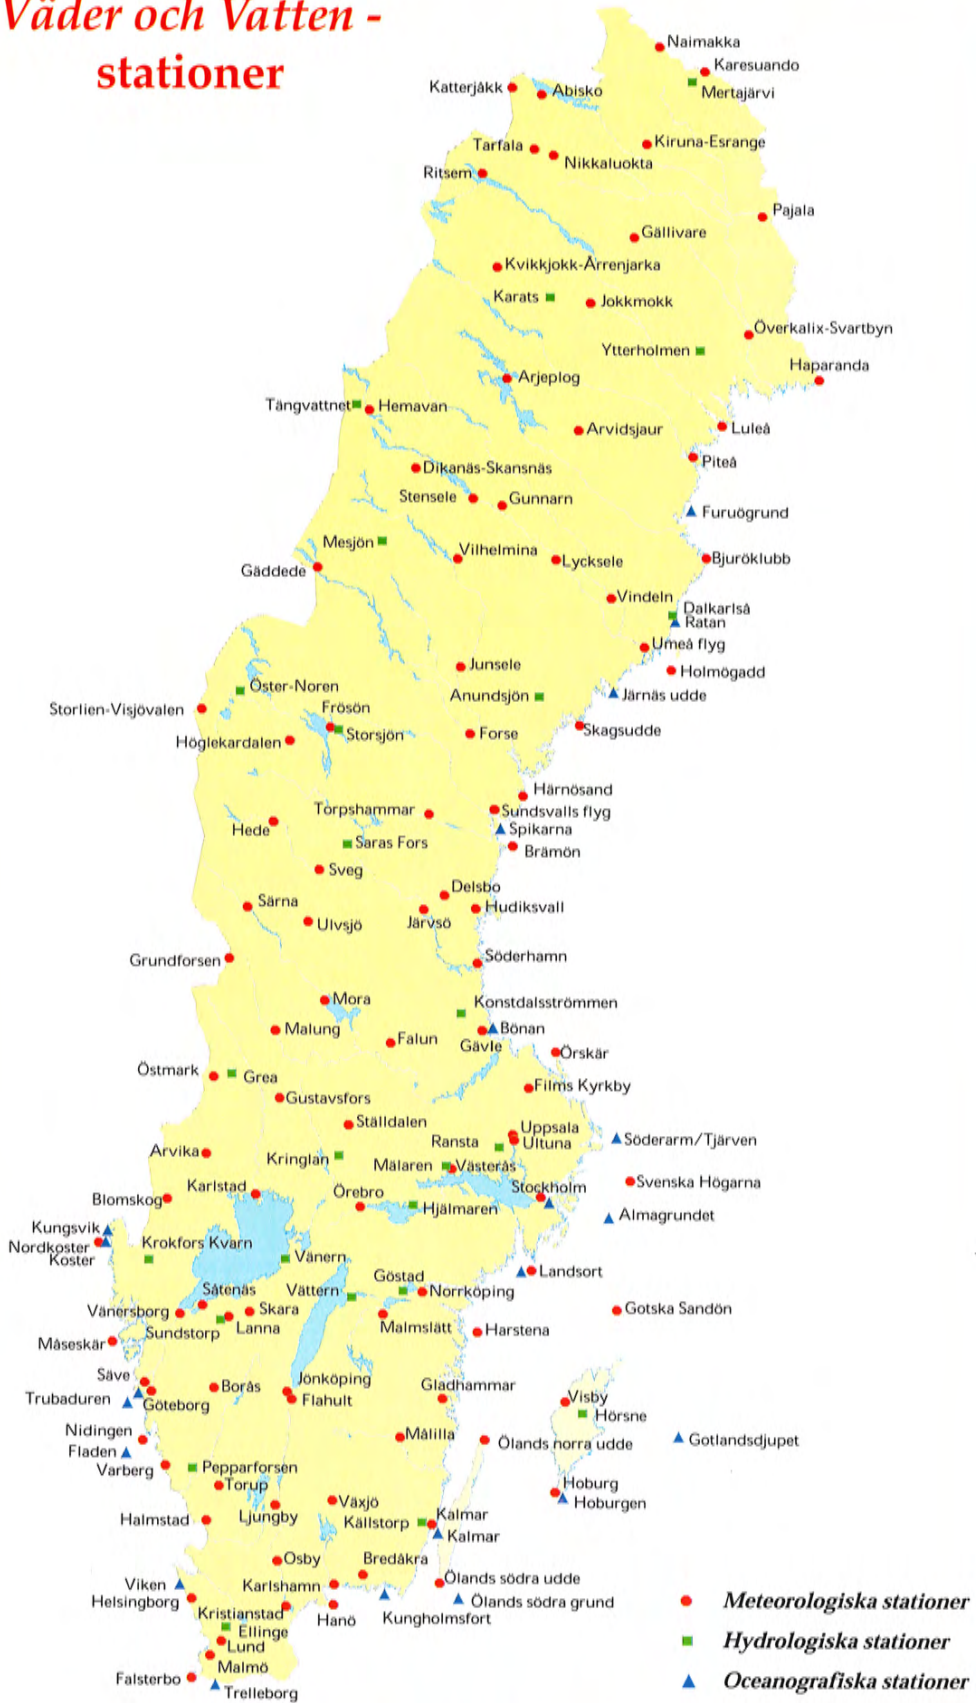 Väder och Vatten -
stationer
Naimakka
Karesuando
Katterjåkk
Abisko
Mertajärvi
Tarfala
Kiruna-Esrange
Nikkaluokta
Ritsem
Pajala
Gällivare
Kvikkjokk-Årrenjarka
Karats
Jokkmokk
Överkalix-Svartbyn
Ytterholmen
Haparanda
Arjeplog
Tängvattnet
Hemavan
Arvidsjaur
Luleå
Piteå
Dikanäs-Skansnäs
Stensele
Gunnarn
Furuögrund
Mesjön
Vilhelmina
Lycksele
Bjuröklubb
Gäddede
Vindeln
Dalkarlså
Ratan
Umeå flyg
Junsele
Holmögadd
Öster-Noren
Anundsjön
Järnäs udde
Storlien-Visjövalen
Frösön
Storsjön
Forse
Skagsudde
Höglekardalen
Härnösand
Torpshammar
Sundsvalls flyg
Hede
Spikarna
Saras Fors
Brämön
Sveg
Delsbo
Särna
Hudiksvall
Ulvsjö
Järvsö
Grundforsen
Söderhamn
Mora
Konstdalsströmmen
Malung
Bönan
Falun
Gävle
Örskär
Östmark
Grea
Films Kyrkby
Gustavsfors
Ställdalen
Uppsala
Ransta
Ultuna
Söderarm/Tjärven
Arvika
Kringlan
Mälaren
Västerås
Svenska Högarna
Karlstad
Stockholm
Blomskog
Örebro
Hjälmaren
Almagrundet
Kungsvik
Nordkoster
Krokfors Kvarn
Koster
Vänern
Göstad
Landsort
Såtenäs
Vättern
Norrköping
Vänersborg
Skara
Gotska Sandön
Sundstorp
Lanna
Malmslätt
Harstena
Måseskär
Säve
Jönköping
Gladhammar
Borås
Trubaduren
Göteborg
Flahult
Visby
Hörsne
Nidingen
Målilla
Ölands norra udde
Gotlandsdjupet
Fladen
Varberg
Pepparforsen
Torup
Hoburg
Växjö
Hoburgen
Halmstad
Ljungby
Källstorp
Kalmar
Kalmar
Osby
Bredåkra
Viken
Karlshamn
Ölands södra udde
Helsingborg
Ölands södra grund
Meteorologiska stationer
Kristianstad
Hanö
Kungholmsfort
Ellinge
Lund
Hydrologiska stationer
Malmö
Falsterbo
Trelleborg
Oceanografiska stationer